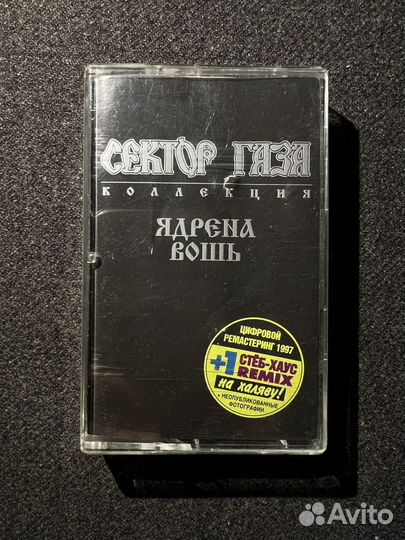 СЕКТОР ГАЗА
КОЛЛЕКЦИЯ
ЯДРЕНА
ВОШЬ
ЦИФРОВОЙ
РЕМАСТЕРИНГ 1997
+1 СТЁБ-ХАУС
REMIX
на халяву!
+ НЕОПУБЛИКОВАННЫЕ
ФОТОГРАФИИ
Avito